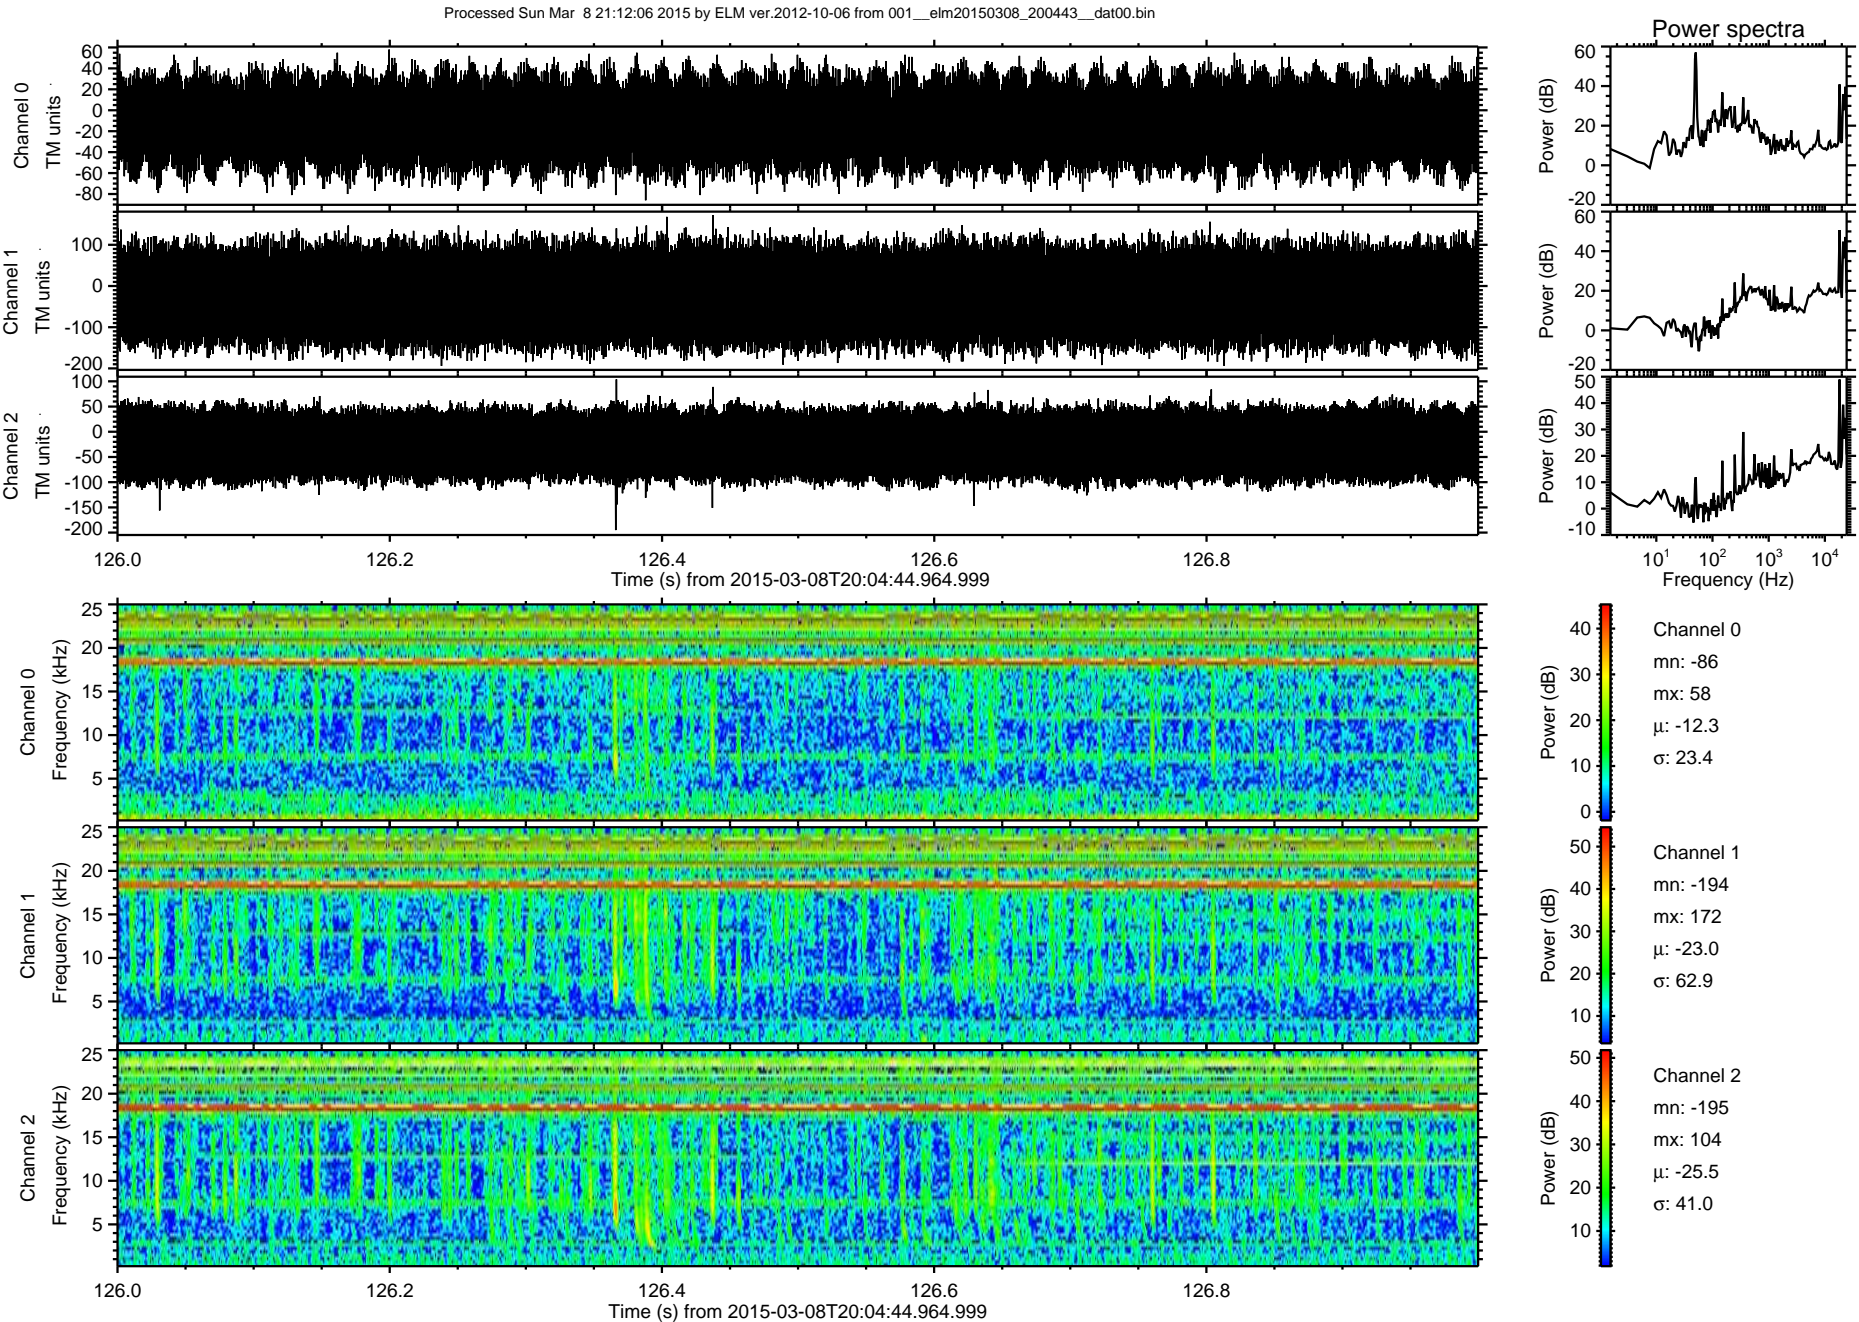 Processed Sun Mar 8 21:12:06 2015 by ELM ver.2012-10-06 from 001__elm20150308_200443__dat00.bin
Power spectra
Channel 0
TM units
60
40
20
0
-20
-40
-60
-80
Power (dB)
60
40
20
0
-20
Channel 1
TM units
100
0
-100
-200
Power (dB)
60
40
20
0
-20
Channel 2
TM units
100
50
0
-50
-100
-150
-200
Power (dB)
50
40
30
20
10
0
-10
126.0 126.2 126.4 126.6 126.8
Time (s) from 2015-03-08T20:04:44.964.999
10¹ 10² 10³ 10⁴
Frequency (Hz)
Channel 0
Frequency (kHz)
25
20
15
10
5
Power (dB)
40
30
20
10
0
Channel 0
mn: -86
mx: 58
μ: -12.3
σ: 23.4
Channel 1
Frequency (kHz)
25
20
15
10
5
Power (dB)
50
40
30
20
10
Channel 1
mn: -194
mx: 172
μ: -23.0
σ: 62.9
Channel 2
Frequency (kHz)
25
20
15
10
5
Power (dB)
50
40
30
20
10
Channel 2
mn: -195
mx: 104
μ: -25.5
σ: 41.0
126.0 126.2 126.4 126.6 126.8
Time (s) from 2015-03-08T20:04:44.964.999